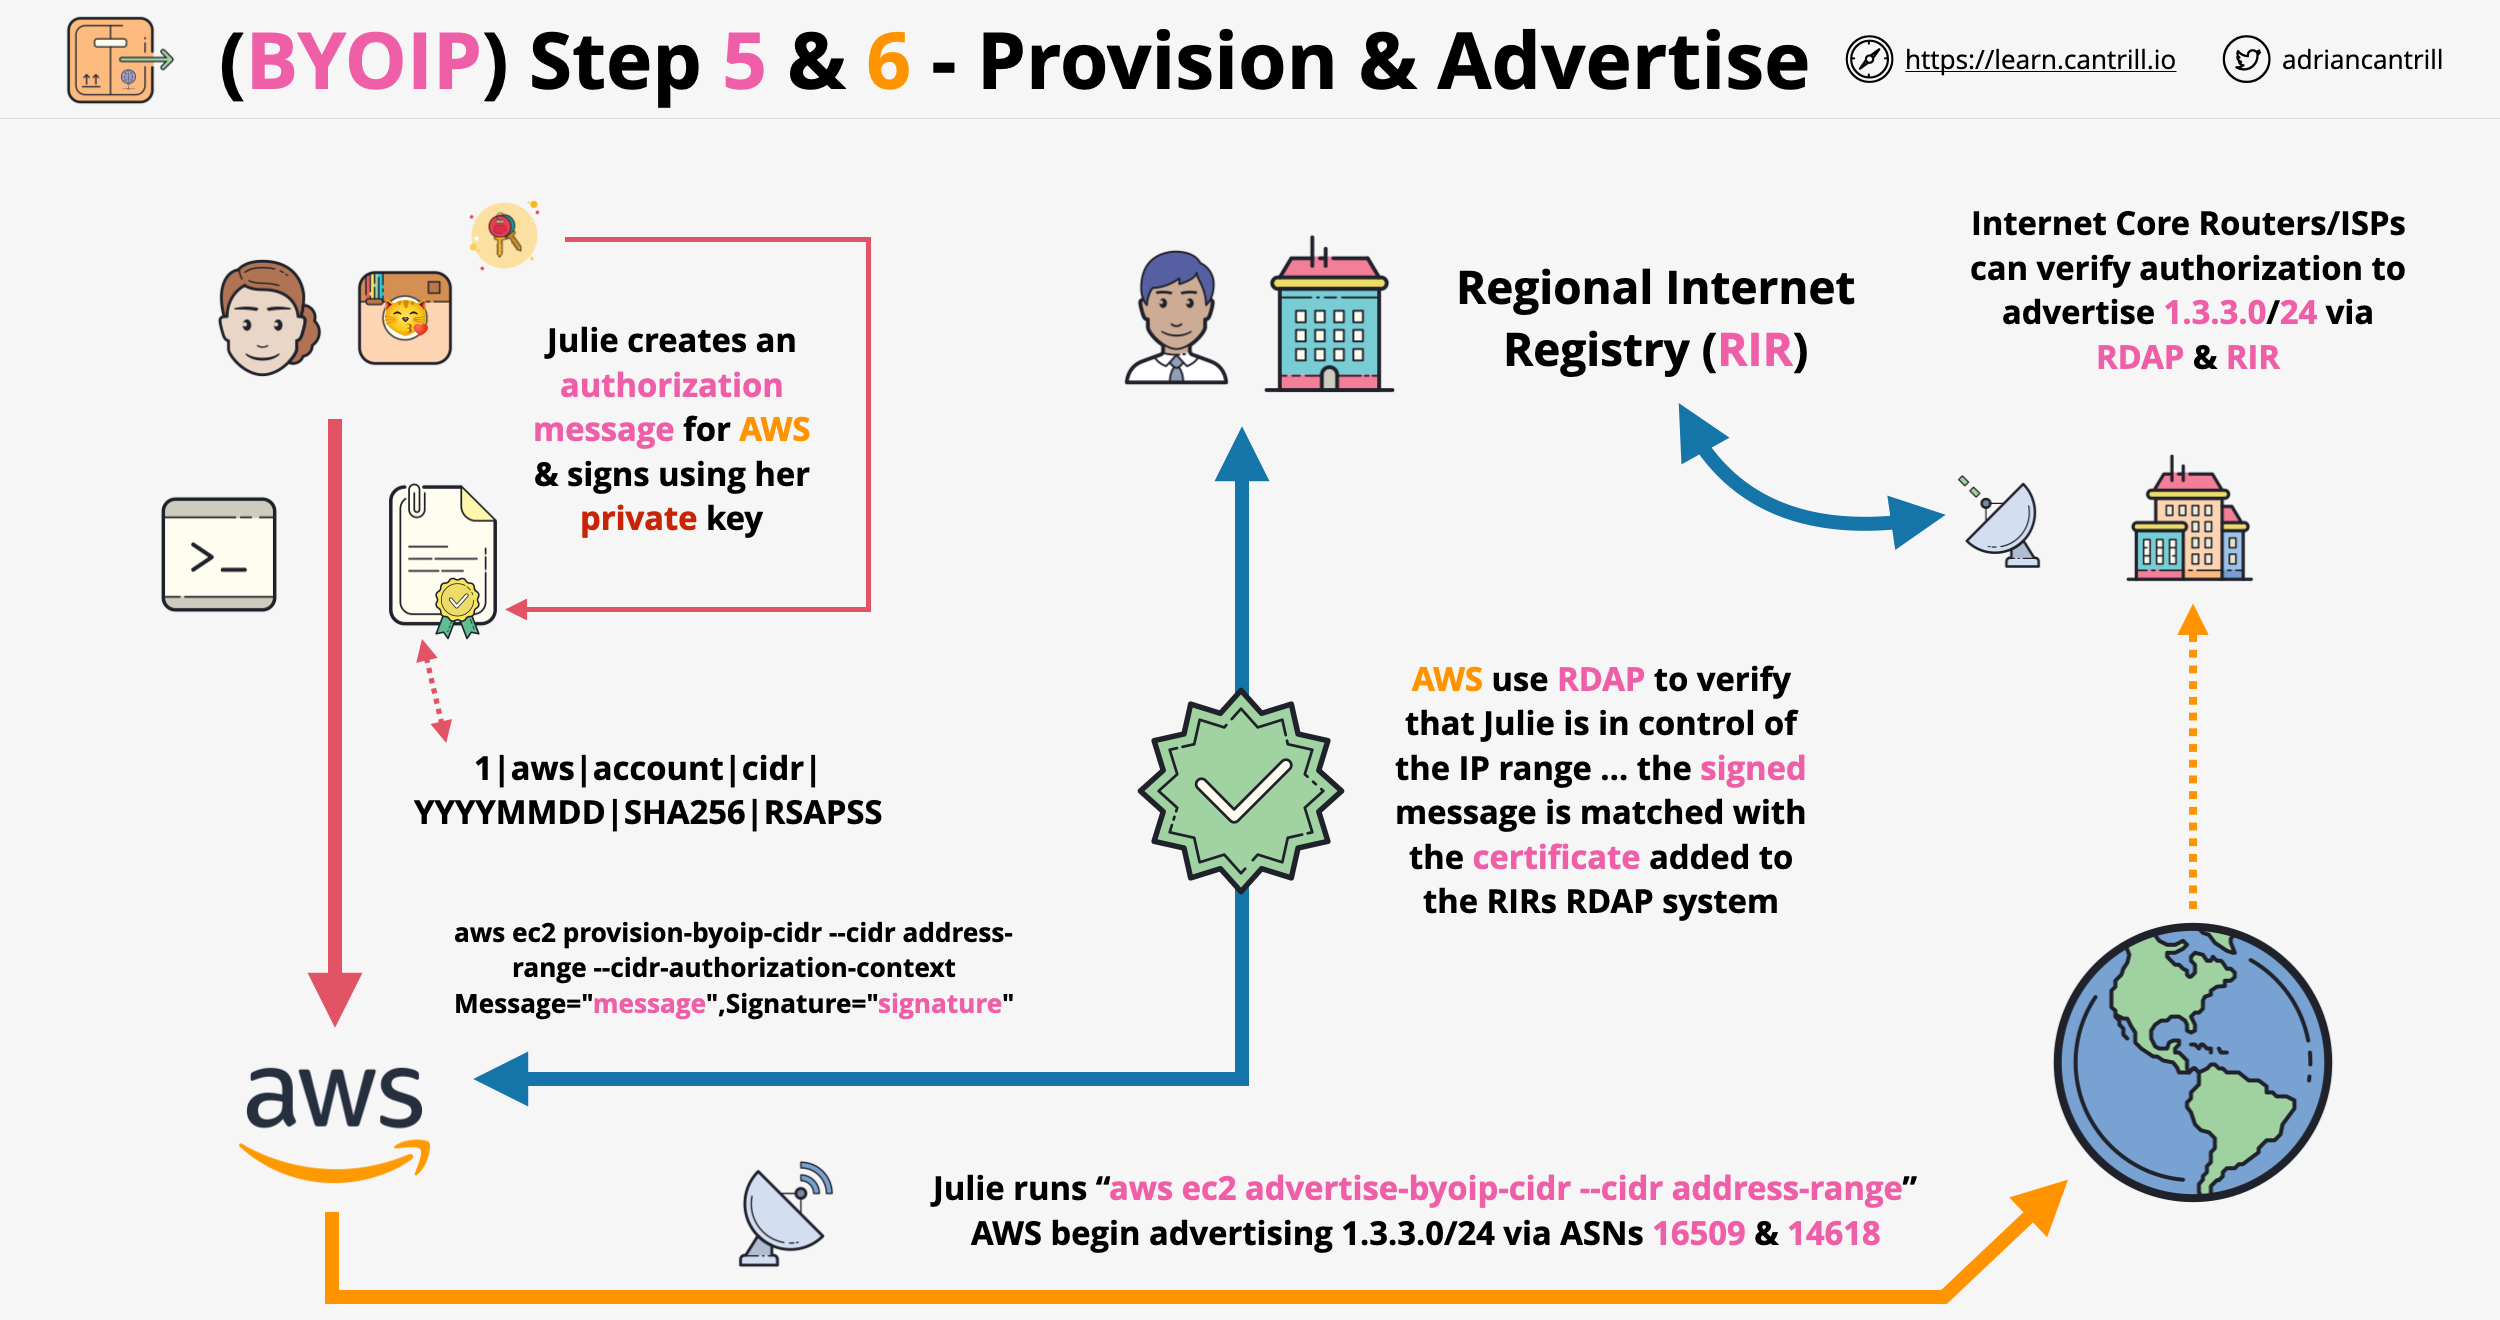 (BYOIP) Step 5 & 6 - Provision & Advertise
https://learn.cantrill.io
adriancantrill
Julie creates an
authorization
message for AWS
& signs using her
private key
>_
1|aws|account|cidr|
YYYYMMDD|SHA256|RSAPSS
aws ec2 provision-byoip-cidr --cidr address-
range --cidr-authorization-context
Message="message",Signature="signature"
aws
Regional Internet
Registry (RIR)
Internet Core Routers/ISPs
can verify authorization to
advertise 1.3.3.0/24 via
RDAP & RIR
AWS use RDAP to verify
that Julie is in control of
the IP range ... the signed
message is matched with
the certificate added to
the RIRs RDAP system
Julie runs “aws ec2 advertise-byoip-cidr --cidr address-range”
AWS begin advertising 1.3.3.0/24 via ASNs 16509 & 14618